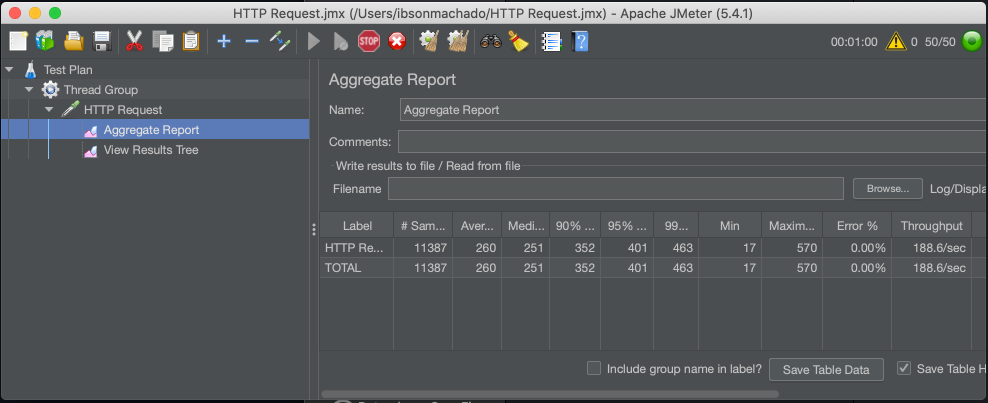 HTTP Request.jmx (/Users/ibsonmachado/HTTP Request.jmx) - Apache JMeter (5.4.1)
STOP
?
00:01:00 0 50/50
Test Plan
Thread Group
HTTP Request
Aggregate Report
View Results Tree
Aggregate Report
Name: Aggregate Report
Comments:
Write results to file / Read from file
Filename Browse... Log/Displa
Label # Sam... Aver... Medi... 90% ... 95% ... 99... Min Maxim... Error % Throughput
HTTP Re... 11387 260 251 352 401 463 17 570 0.00% 188.6/sec
TOTAL 11387 260 251 352 401 463 17 570 0.00% 188.6/sec
Include group name in label? Save Table Data Save Table H